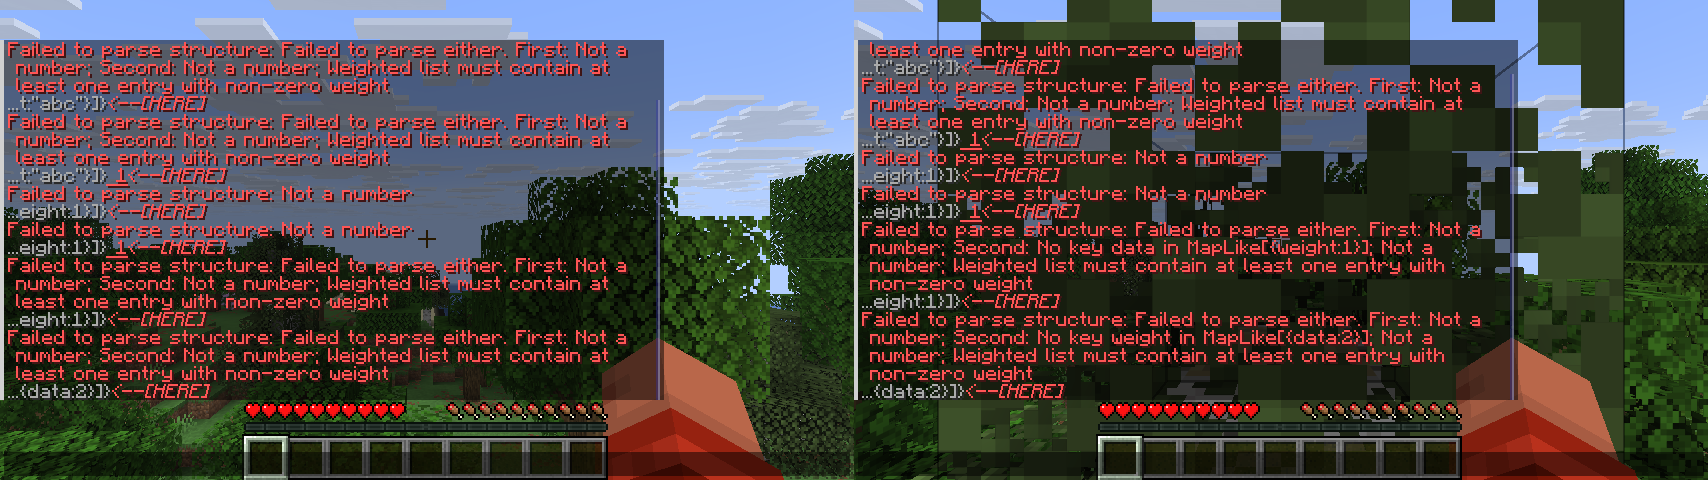 Failed to parse structure: Failed to parse either. First: Not a
number; Second: Not a number; Weighted list must contain at
least one entry with non-zero weight
...t:"abc"}]}<--[HERE]
Failed to parse structure: Failed to parse either. First: Not a
number; Second: Not a number; Weighted list must contain at
least one entry with non-zero weight
...t:"abc"}]} 1<--[HERE]
Failed to parse structure: Not a number
...eight:1}]}<--[HERE]
Failed to parse structure: Not a number
...eight:1}]} 1<--[HERE]
Failed to parse structure: Failed to parse either. First: Not a
number; Second: Not a number; Weighted list must contain at
least one entry with non-zero weight
...eight:1}]}<--[HERE]
Failed to parse structure: Failed to parse either. First: Not a
number; Second: Not a number; Weighted list must contain at
least one entry with non-zero weight
...{data:2}]}<--[HERE]
least one entry with non-zero weight
...t:"abc"}]}<--[HERE]
Failed to parse structure: Failed to parse either. First: Not a
number; Second: Not a number; Weighted list must contain at
least one entry with non-zero weight
...t:"abc"}]} 1<--[HERE]
Failed to parse structure: Not a number
...eight:1}]}<--[HERE]
Failed to parse structure: Not a number
...eight:1}]} 1<--[HERE]
Failed to parse structure: Failed to parse either. First: Not a
number; Second: No key data in MapLike[{weight:1}]; Not a
number; Weighted list must contain at least one entry with
non-zero weight
...eight:1}]}<--[HERE]
Failed to parse structure: Failed to parse either. First: Not a
number; Second: No key weight in MapLike[{data:2}]; Not a
number; Weighted list must contain at least one entry with
non-zero weight
...{data:2}]}<--[HERE]